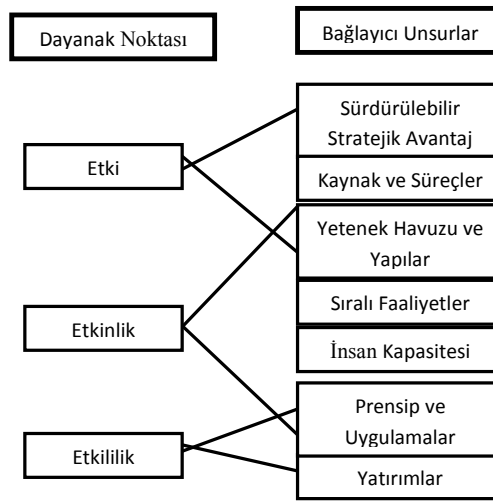 Dayanak Noktası
Bağlayıcı Unsurlar
Sürdürülebilir
Stratejik Avantaj
Etki
Kaynak ve Süreçler
Yetenek Havuzu ve
Yapılar
Sıralı Faaliyetler
Etkinlik
İnsan Kapasitesi
Prensip ve
Uygulamalar
Etkililik
Yatırımlar